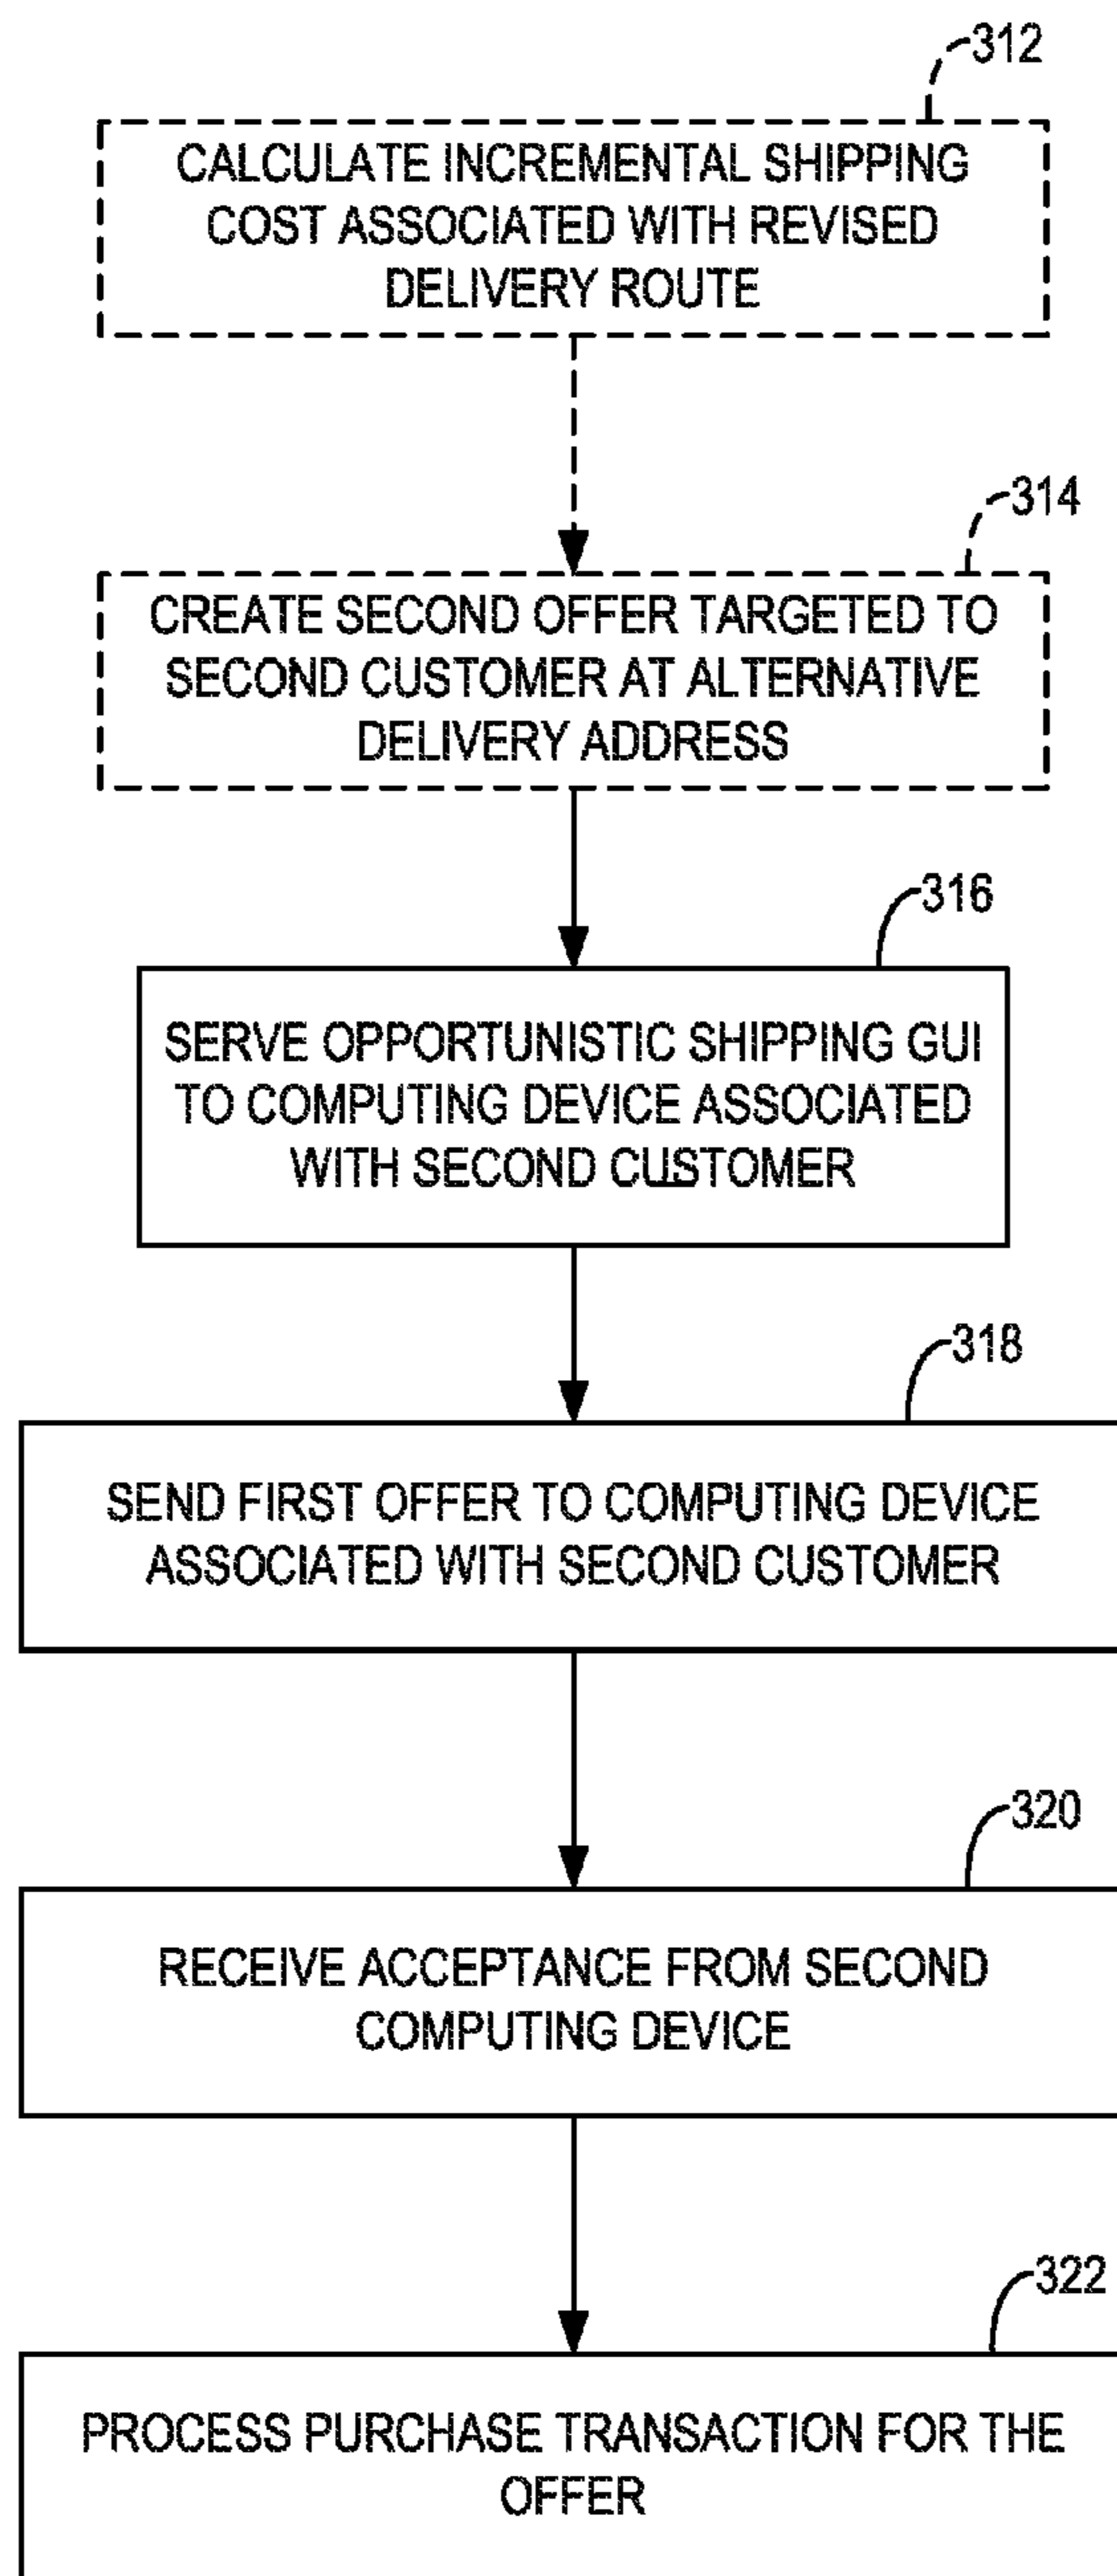 312
CALCULATE INCREMENTAL SHIPPING
COST ASSOCIATED WITH REVISED
DELIVERY ROUTE
314
CREATE SECOND OFFER TARGETED TO
SECOND CUSTOMER AT ALTERNATIVE
DELIVERY ADDRESS
316
SERVE OPPORTUNISTIC SHIPPING GUI
TO COMPUTING DEVICE ASSOCIATED
WITH SECOND CUSTOMER
318
SEND FIRST OFFER TO COMPUTING DEVICE
ASSOCIATED WITH SECOND CUSTOMER
320
RECEIVE ACCEPTANCE FROM SECOND
COMPUTING DEVICE
322
PROCESS PURCHASE TRANSACTION FOR THE
OFFER